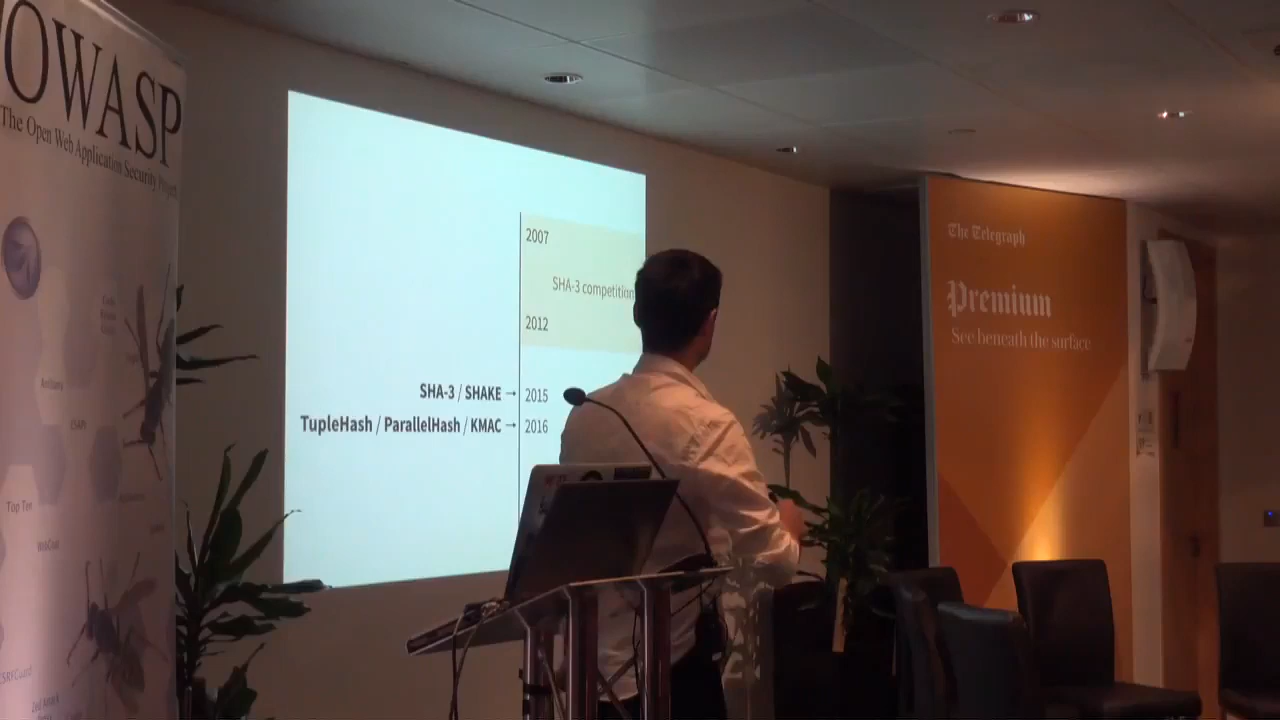 OWASP
The Open Web Application Security Project
Top Ten
2007
SHA-3 competition
2012
SHA-3 / SHAKE → 2015
TupleHash / ParallelHash / KMAC → 2016
The Telegraph
Premium
See beneath the surface